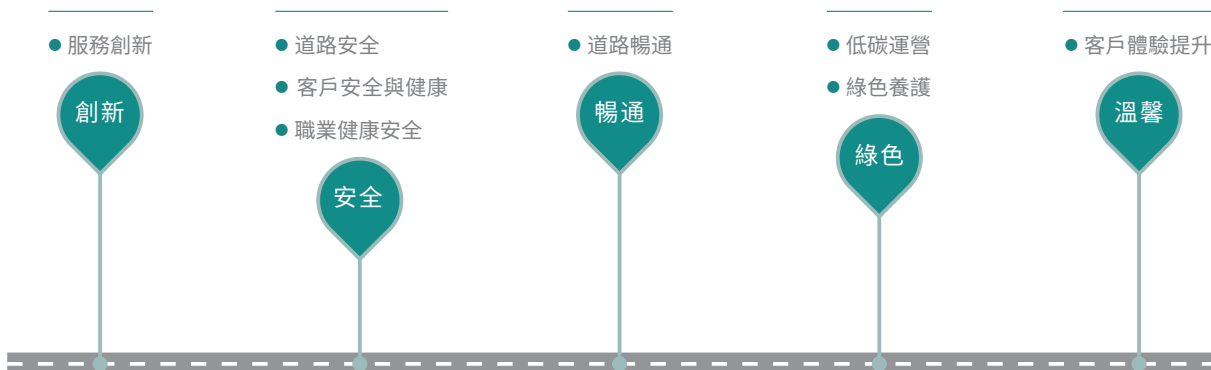 服務創新
創新
道路安全
客戶安全與健康
職業健康安全
安全
道路暢通
暢通
低碳運營
綠色養護
綠色
客戶體驗提升
溫馨